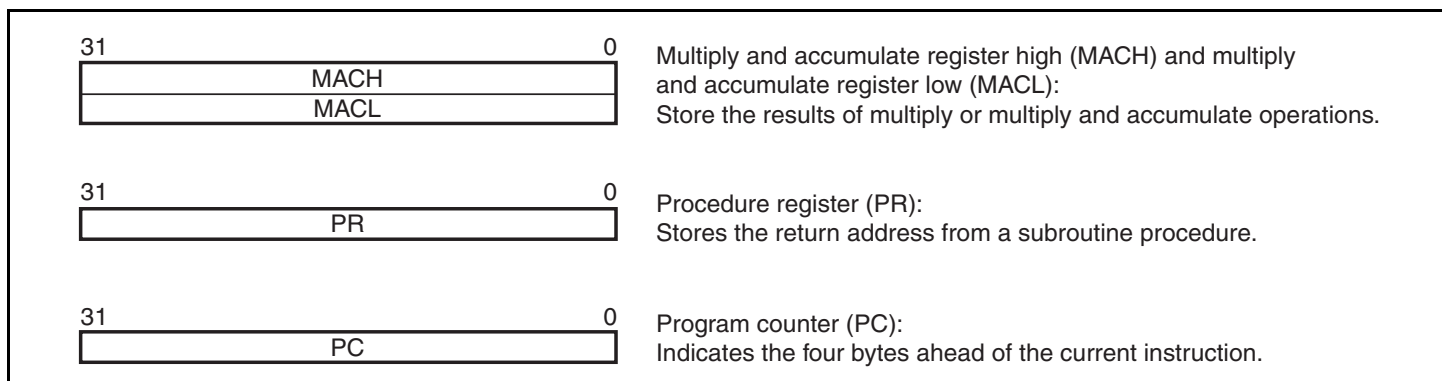 31 0
MACH
MACL
Multiply and accumulate register high (MACH) and multiply
and accumulate register low (MACL):
Store the results of multiply or multiply and accumulate operations.
31 0
PR
Procedure register (PR):
Stores the return address from a subroutine procedure.
31 0
PC
Program counter (PC):
Indicates the four bytes ahead of the current instruction.